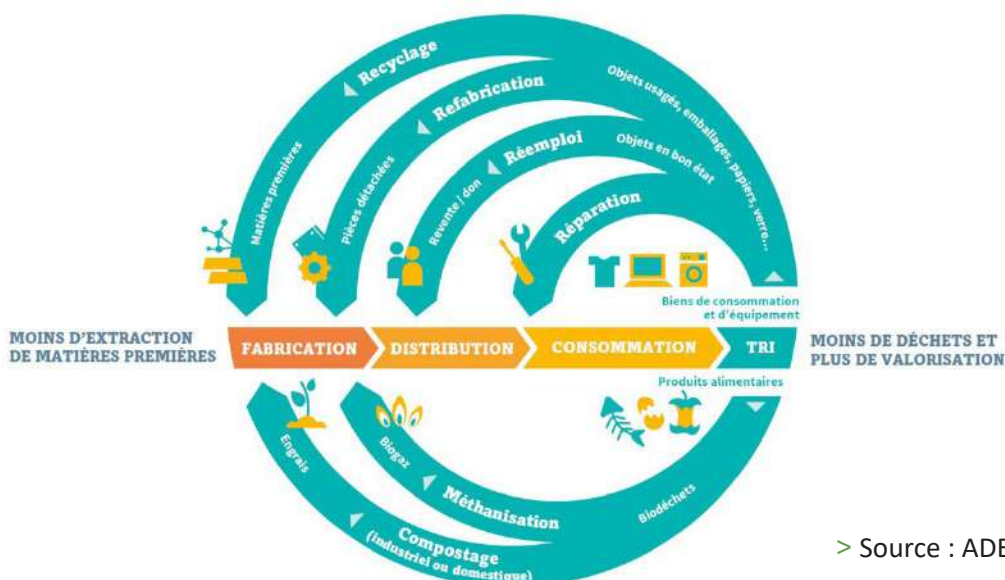 Recyclage
Matières premières
Refabrication
Pièces détachées
Objets usagés, emballages, papiers, verre...
Réemploi
Revente / don
Objets en bon état
Réparation
Biens de consommation
et d'équipement
MOINS D'EXTRACTION
DE MATIÈRES PREMIÈRES
FABRICATION
DISTRIBUTION
CONSOMMATION
TRI
MOINS DE DÉCHETS ET
PLUS DE VALORISATION
Produits alimentaires
Engrais
Biogaz
Méthanisation
Biodéchets
Compostage
(industriel ou domestique)
> Source : ADE